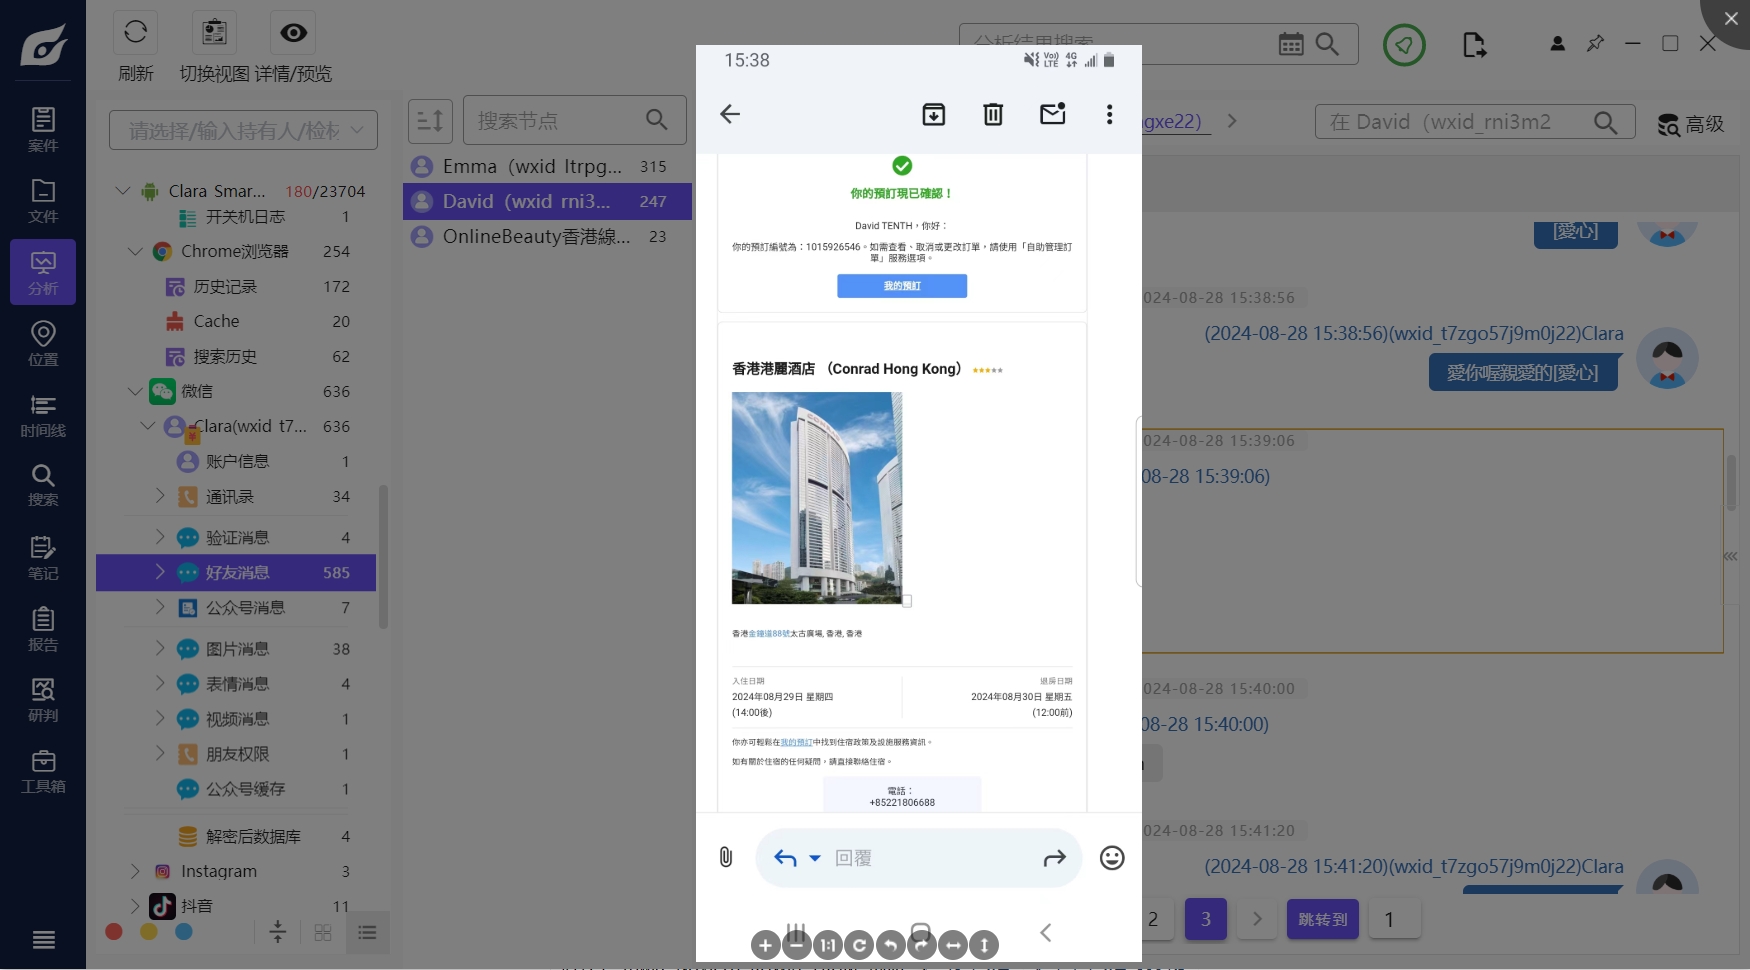 刷新
切换视图
详情/预览
分析结果搜索
案件
文件
分析
位置
时间线
搜索
笔记
报告
研判
工具箱
请选择/输入持有人/检材
Clara Smar... 180/23704
开关机日志 1
Chrome浏览器 254
历史记录 172
Cache 20
搜索历史 62
微信 636
Clara(wxid_t7... 636
账户信息 1
通讯录 34
验证消息 4
好友消息 585
公众号消息 7
图片消息 38
表情消息 4
视频消息 1
朋友权限 1
公众号缓存 1
解密后数据库 4
Instagram 3
抖音 11
搜索节点
Emma（wxid_ltrpg... 315
David（wxid_rni3... 247
OnlineBeauty香港線... 23
15:38
Vo) LTE 4G
你的預訂現已確認！
David TENTH，你好：
你的預訂編號為：1015926546。如需查看、取消或更改訂單，請使用「自助管理訂
單」服務選項。
我的預訂
香港港麗酒店 （Conrad Hong Kong）
香港金鐘道88號太古廣場, 香港, 香港
入住日期
2024年08月29日 星期四
(14:00後)
退房日期
2024年08月30日 星期五
(12:00前)
你亦可輕鬆在我的預訂中找到住宿政策及設施服務資訊。
如有關於住宿的任何疑問，請直接聯絡住宿。
電話：
+85221806688
回覆
1:1
gxe22)
在 David（wxid_rni3m2
高级
[愛心]
024-08-28 15:38:56
(2024-08-28 15:38:56)(wxid_t7zgo57j9m0j22)Clara
愛你喔親愛的[愛心]
024-08-28 15:39:06
08-28 15:39:06)
024-08-28 15:40:00
-08-28 15:40:00)
024-08-28 15:41:20
(2024-08-28 15:41:20)(wxid_t7zgo57j9m0j22)Clara
2
3
跳转到
1